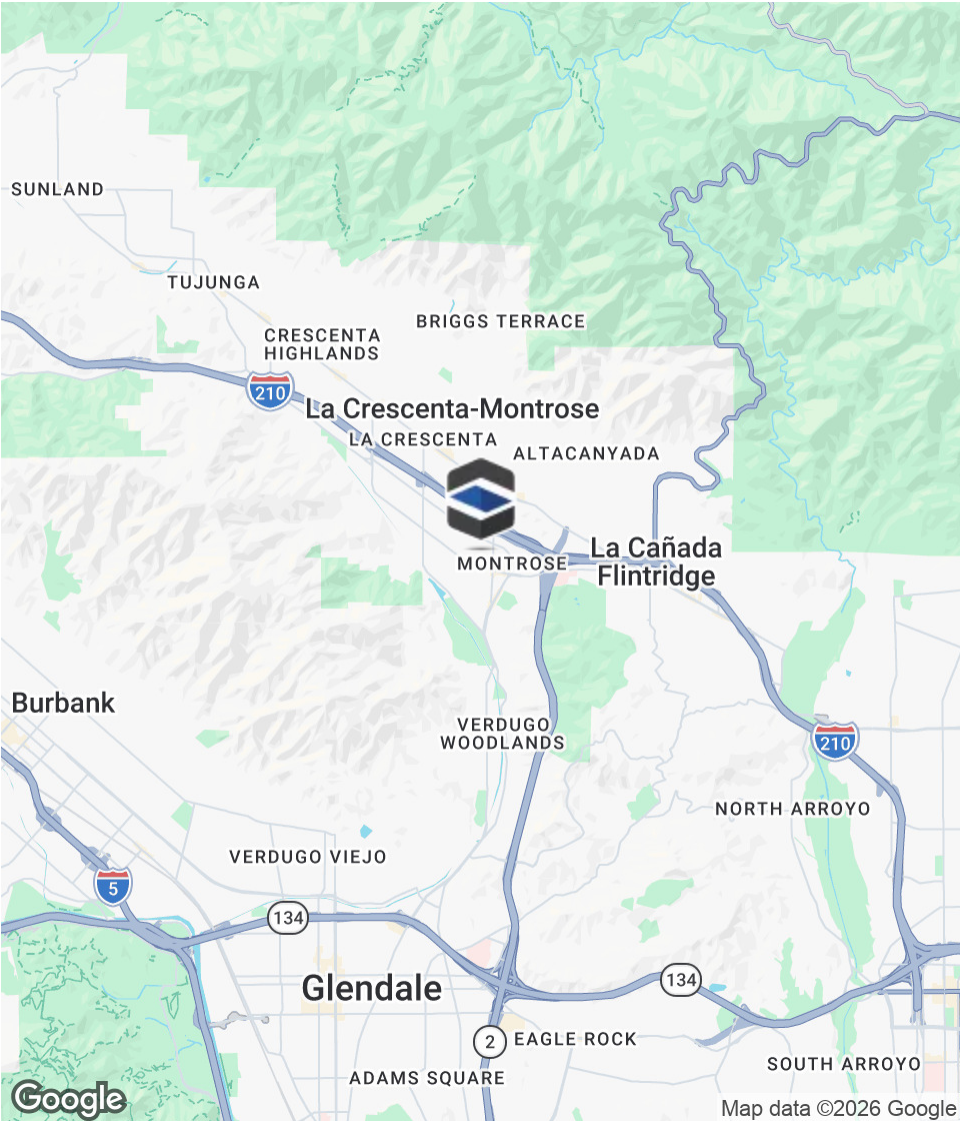 SUNLAND
TUJUNGA
BRIGGS TERRACE
CRESCENTA
HIGHLANDS
210
La Crescenta-Montrose
LA CRESCENTA
ALTACANYADA
MONTROSE
La Cañada
Flintridge
Burbank
VERDUGO
WOODLANDS
210
NORTH ARROYO
VERDUGO VIEJO
5
134
134
Glendale
2
EAGLE ROCK
SOUTH ARROYO
ADAMS SQUARE
Google
Map data ©2026 Google